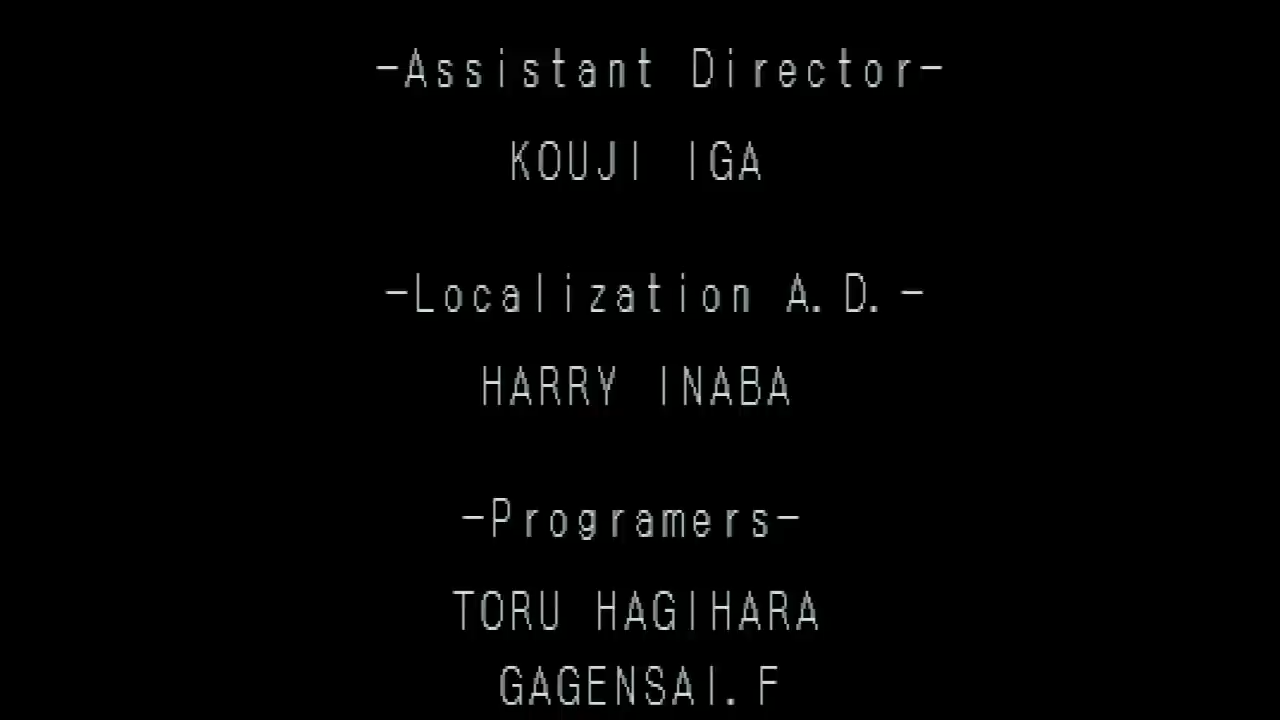 -Assistant Director-
KOUJI IGA
-Localization A.D.-
HARRY INABA
-Programers-
TORU HAGIHARA
GAGENSAI.F